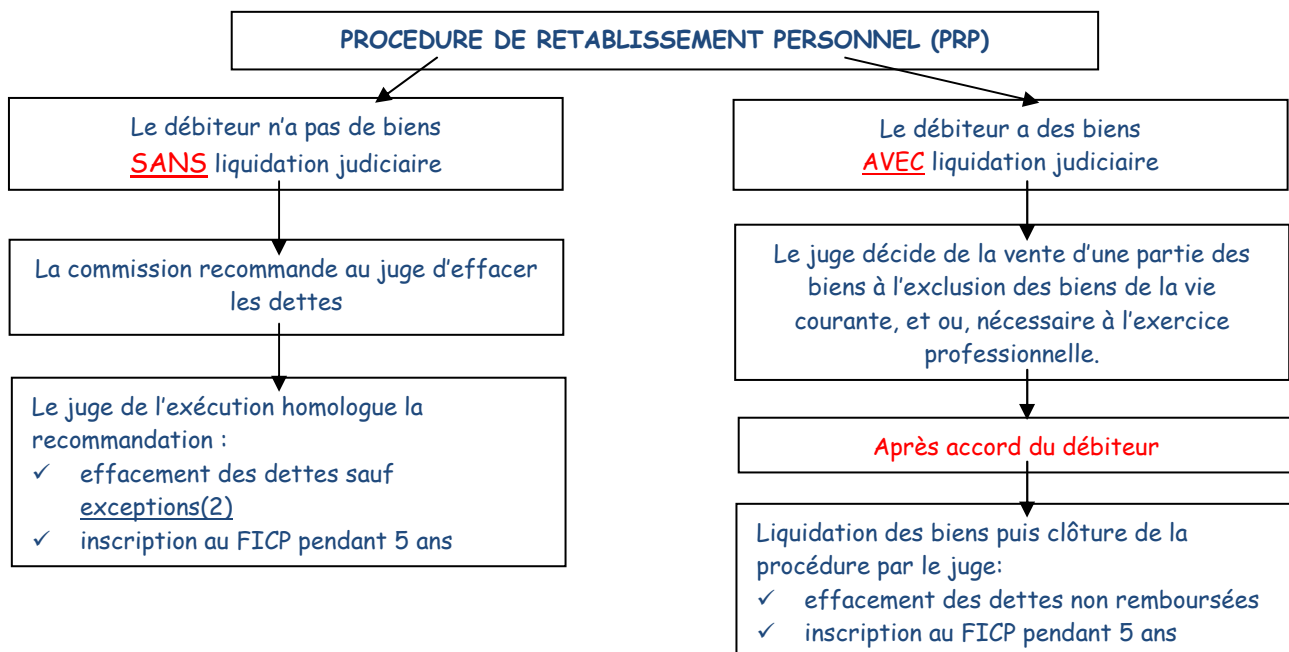 PROCEDURE DE RETABLISSEMENT PERSONNEL (PRP)
Le débiteur n'a pas de biens
SANS liquidation judiciaire
La commission recommande au juge d'effacer
les dettes
Le juge de l'exécution homologue la
recommandation :
✓ effacement des dettes sauf
exceptions(2)
✓ inscription au FICP pendant 5 ans
Le débiteur a des biens
AVEC liquidation judiciaire
Le juge décide de la vente d'une partie des
biens à l'exclusion des biens de la vie
courante, et ou, nécessaire à l'exercice
professionnelle.
Après accord du débiteur
Liquidation des biens puis clôture de la
procédure par le juge:
✓ effacement des dettes non remboursées
✓ inscription au FICP pendant 5 ans